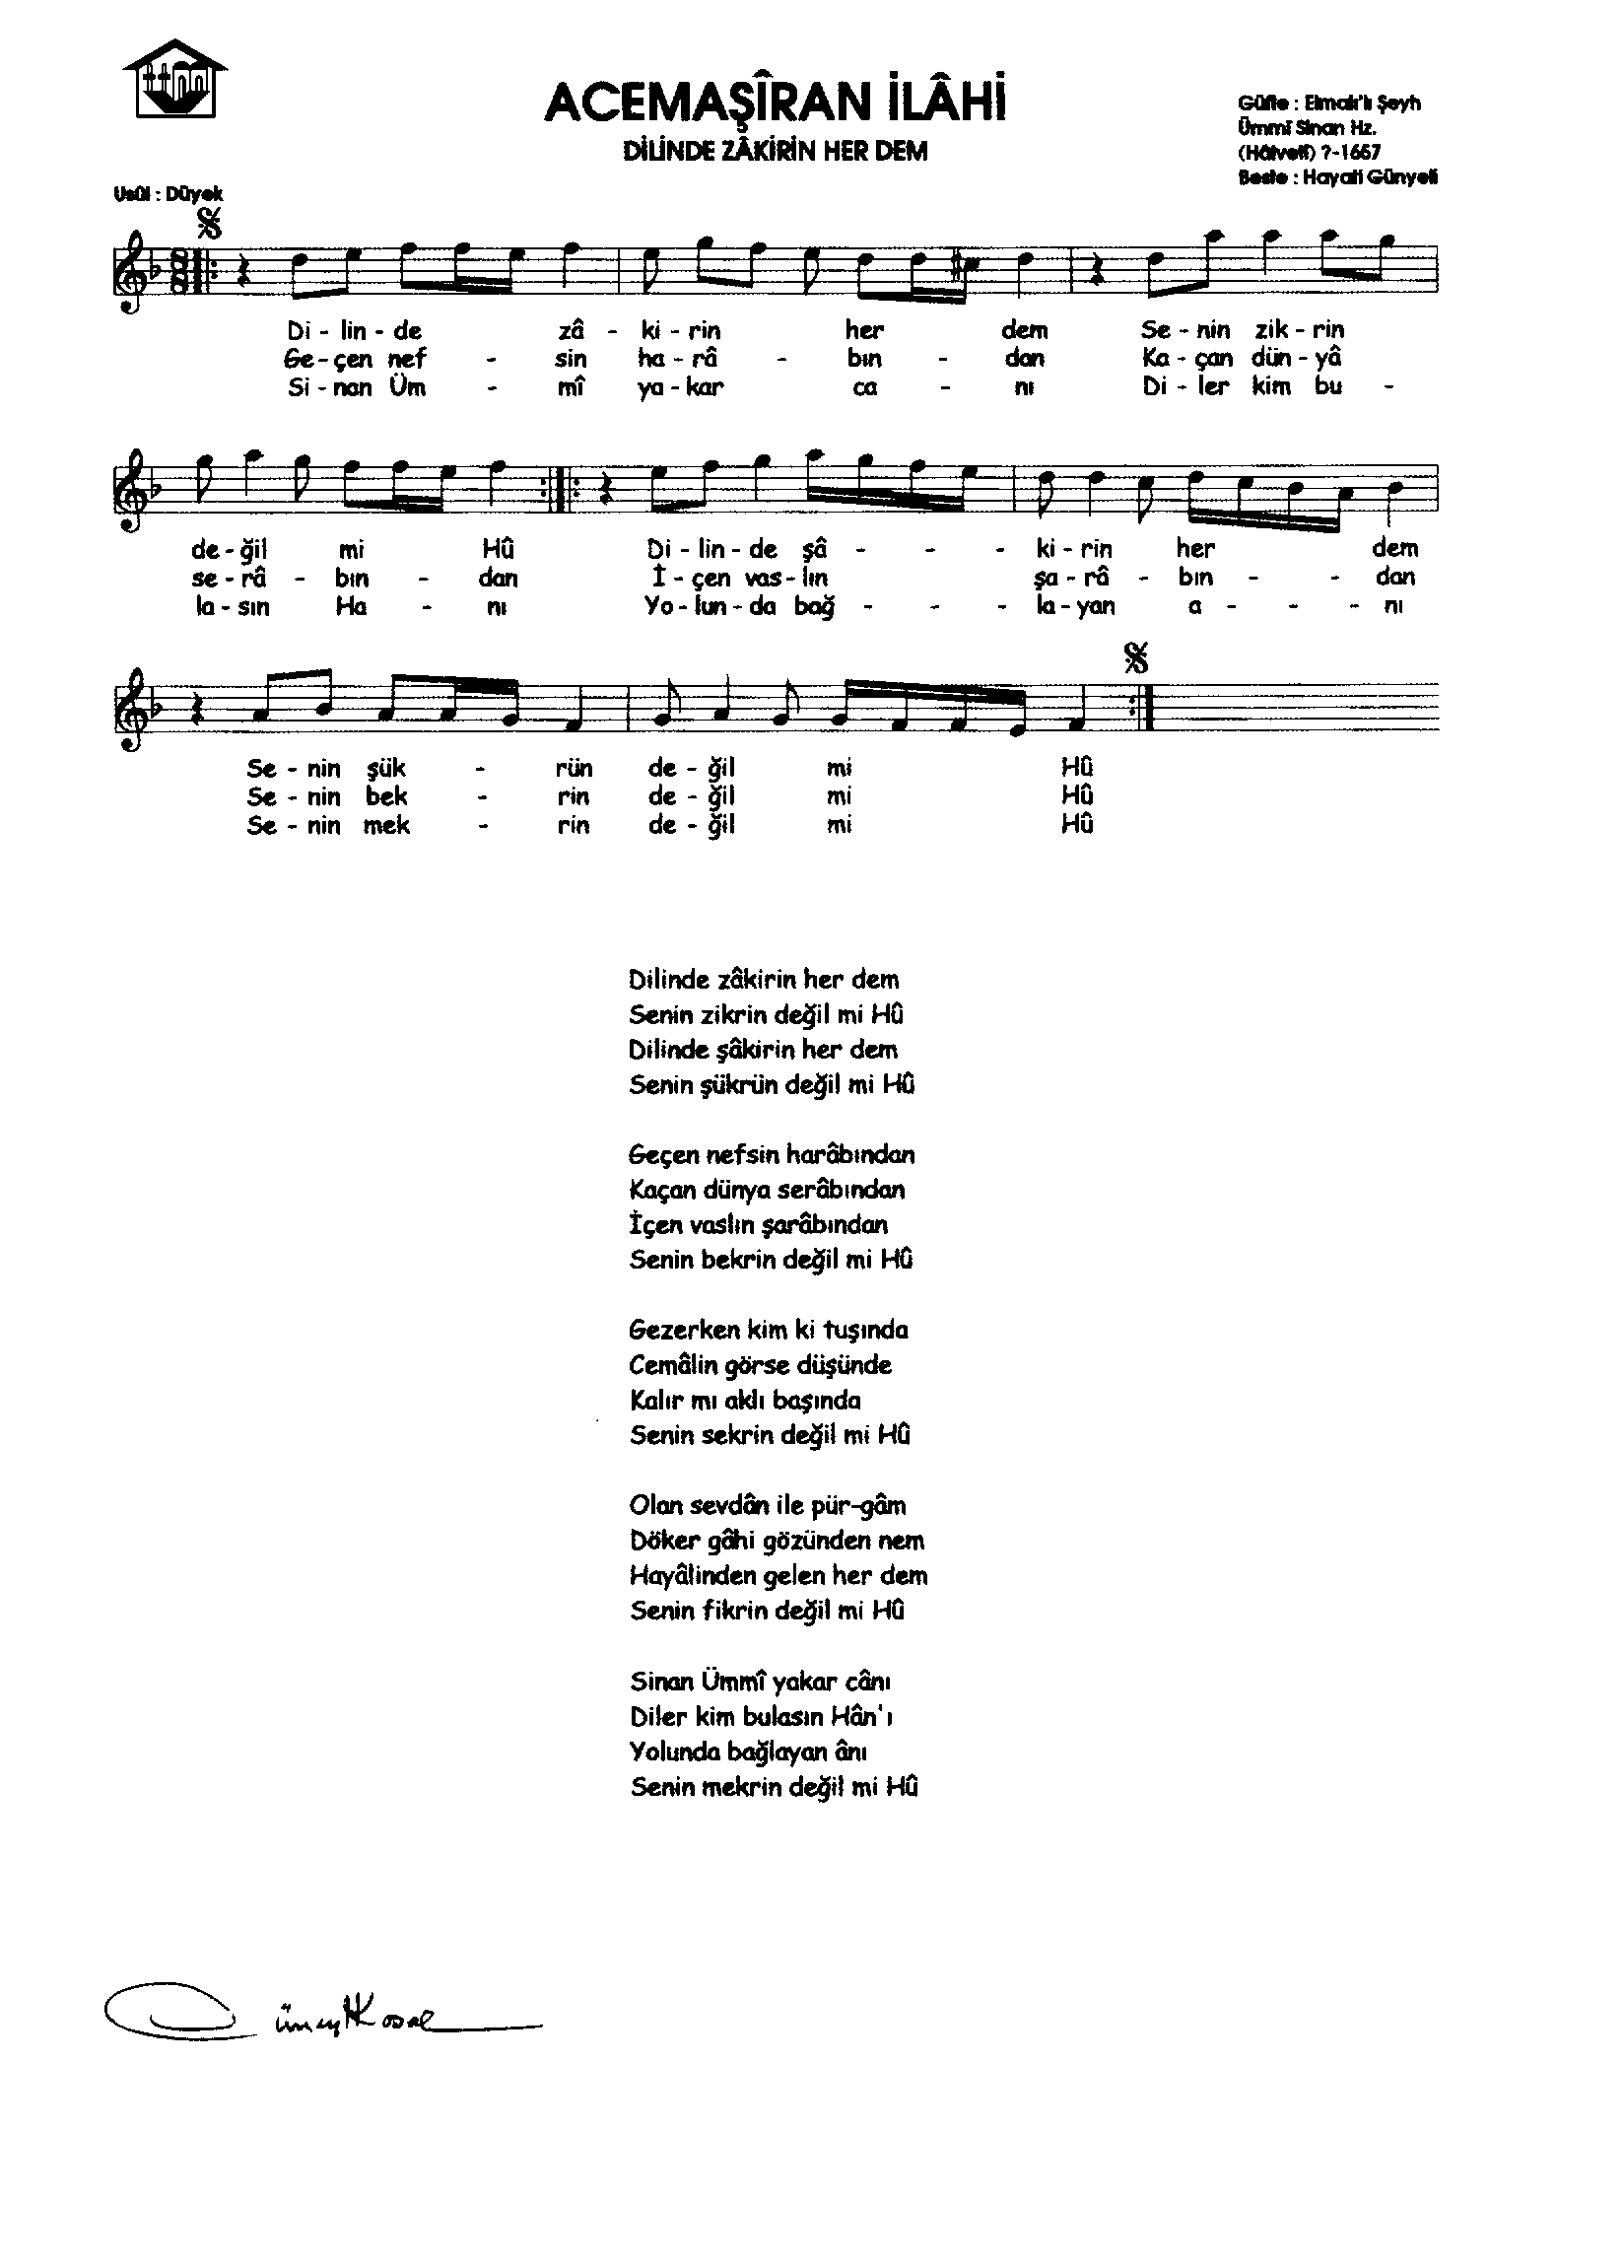 ACEMAŞÎRAN İLÂHİ
DİLİNDE ZÂKİRİN HER DEM
Güfte : Elmalı'lı Şeyh
Ümmî Sinan Hz.
(Halvetî) ?-1657
Beste : Hayati Günyeli
Usûl : Düyek
Di - lin - de zâ - ki - rin her dem Se - nin zik - rin
Ge - çen nef - sin ha - râ - bın - dan Ka - çan dün - yâ
Si - nan Üm - mî ya - kar ca - nı Di - ler kim bu -
de - ğil mi Hû Di - lin - de şâ - - - ki - rin her dem
se - râ - bın - dan İ - çen vas - lın şa - râ - bın - - dan
la - sın Ha - nı Yo - lun - da bağ - - - la - yan a - - - nı
Se - nin şük - rün de - ğil mi Hû
Se - nin bek - rin de - ğil mi Hû
Se - nin mek - rin de - ğil mi Hû
Dilinde zâkirin her dem
Senin zikrin değil mi Hû
Dilinde şâkirin her dem
Senin şükrün değil mi Hû
Geçen nefsin harâbından
Kaçan dünya serâbından
İçen vaslın şarâbından
Senin bekrin değil mi Hû
Gezerken kim ki tuşında
Cemâlin görse düşünde
Kalır mı aklı başında
Senin sekrin değil mi Hû
Olan sevdân ile pür-gâm
Döker gâhi gözünden nem
Hayâlinden gelen her dem
Senin fikrin değil mi Hû
Sinan Ümmî yakar cânı
Diler kim bulasın Hân'ı
Yolunda bağlayan ânı
Senin mekrin değil mi Hû